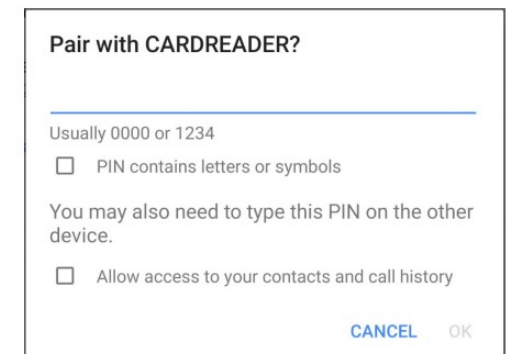 Pair with CARDREADER?
Usually 0000 or 1234
PIN contains letters or symbols
You may also need to type this PIN on the other
device.
Allow access to your contacts and call history
CANCEL OK